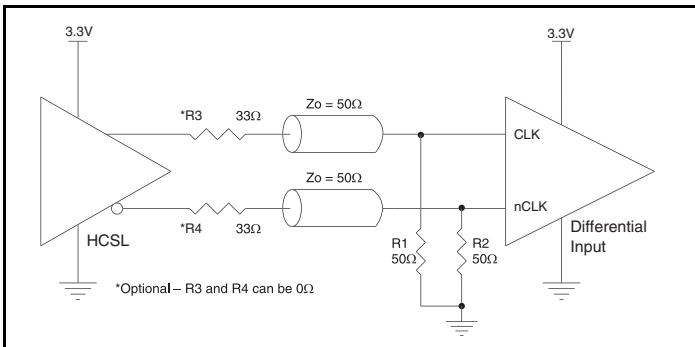 3.3V
3.3V
*R3 33Ω
Zo = 50Ω
CLK
Zo = 50Ω
nCLK
*R4 33Ω
HCSL
R1
50Ω
R2
50Ω
Differential
Input
*Optional – R3 and R4 can be 0Ω